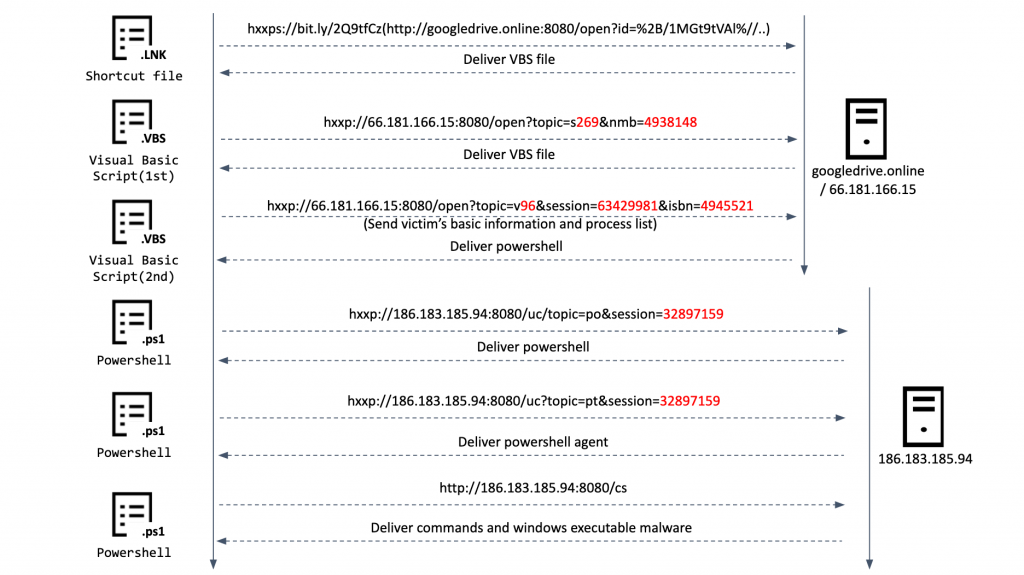 .LNK
Shortcut file
hxxps://bit.ly/2Q9tfCz(http://googledrive.online:8080/open?id=%2B/1MGt9tVAl%//..)
Deliver VBS file
.VBS
Visual Basic
Script(1st)
hxxp://66.181.166.15:8080/open?topic=s269&nmb=4938148
Deliver VBS file
googledrive.online
/ 66.181.166.15
.VBS
Visual Basic
Script(2nd)
hxxp://66.181.166.15:8080/open?topic=v96&session=63429981&isbn=4945521
(Send victim's basic information and process list)
Deliver powershell
.ps1
Powershell
hxxp://186.183.185.94:8080/uc/topic=po&session=32897159
Deliver powershell
.ps1
Powershell
hxxp://186.183.185.94:8080/uc?topic=pt&session=32897159
Deliver powershell agent
186.183.185.94
.ps1
Powershell
http://186.183.185.94:8080/cs
Deliver commands and windows executable malware